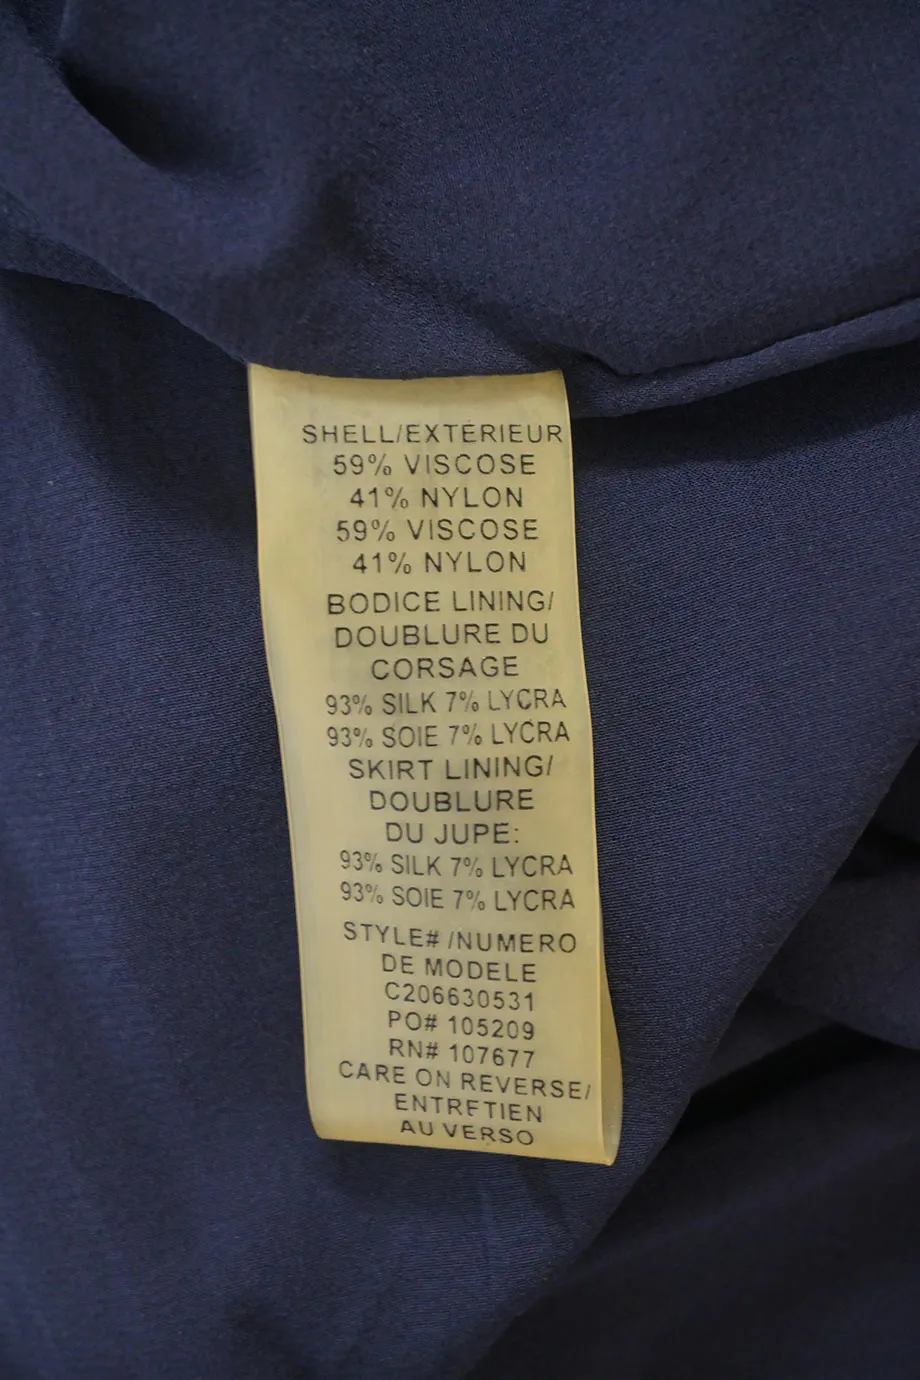 SHELL/EXTÉRIEUR
59% VISCOSE
41% NYLON
59% VISCOSE
41% NYLON
BODICE LINING/
DOUBLURE DU
CORSAGE
93% SILK 7% LYCRA
93% SOIE 7% LYCRA
SKIRT LINING/
DOUBLURE
DU JUPE:
93% SILK 7% LYCRA
93% SOIE 7% LYCRA
STYLE# /NUMERO
DE MODELE
C206630531
PO# 105209
RN# 107677
CARE ON REVERSE/
ENTRETIEN
AU VERSO